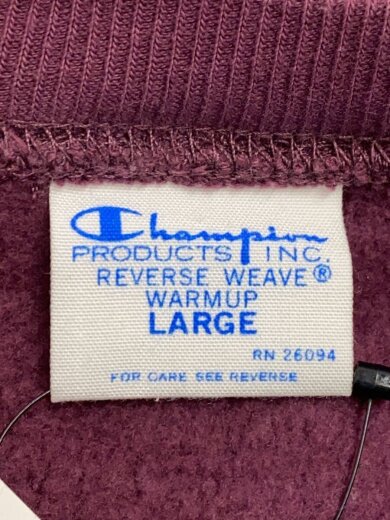 Champion
PRODUCTS INC.
REVERSE WEAVE®
WARMUP
LARGE
RN 26094
FOR CARE SEE REVERSE